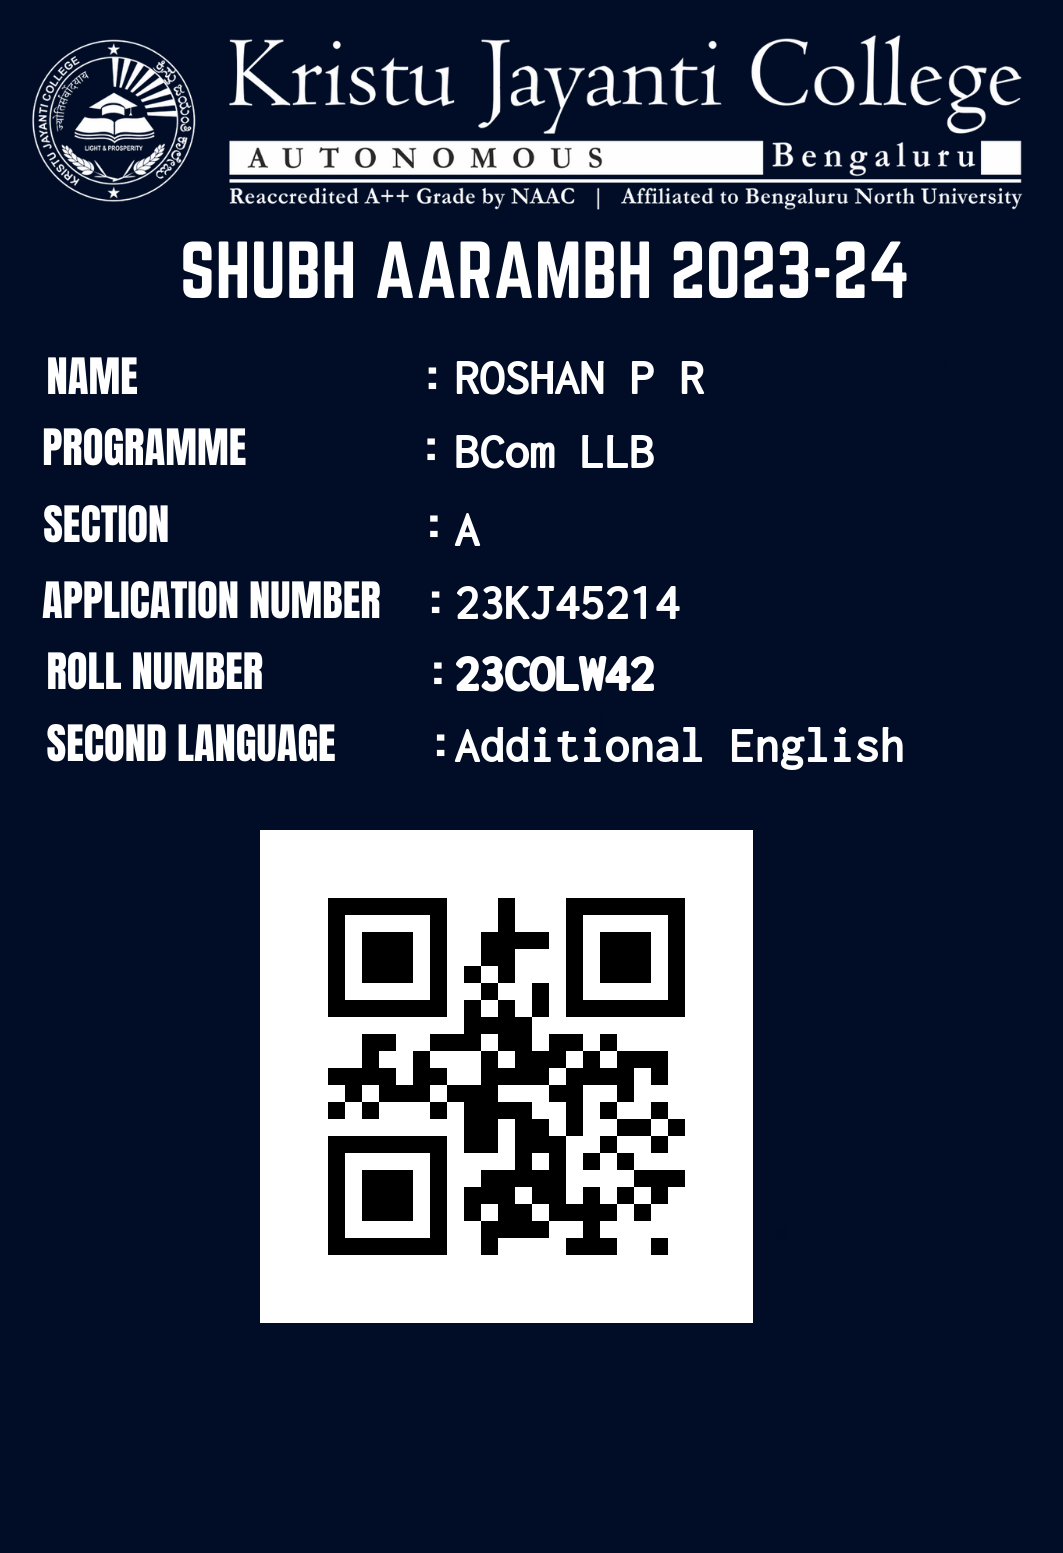 KRISTU JAYANTI COLLEGE
LIGHT & PROSPERITY
Kristu Jayanti College
AUTONOMOUS Bengaluru
Reaccredited A++ Grade by NAAC | Affiliated to Bengaluru North University
SHUBH AARAMBH 2023-24
NAME : ROSHAN P R
PROGRAMME : BCom LLB
SECTION : A
APPLICATION NUMBER : 23KJ45214
ROLL NUMBER : 23COLW42
SECOND LANGUAGE : Additional English